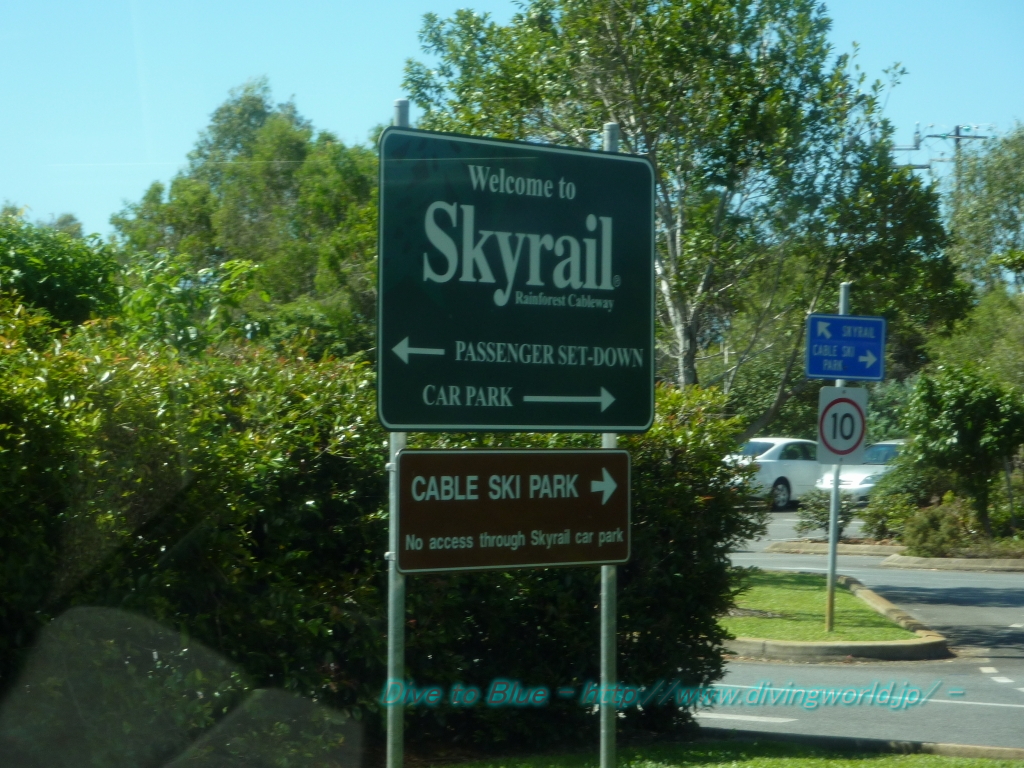 Welcome to
Skyrail®
Rainforest Cableway
PASSENGER SET-DOWN
CAR PARK
CABLE SKI PARK
No access through Skyrail car park
SKYRAIL
CABLE SKI
PARK
10
Dive to Blue - http://www.divingworld.jp/ -